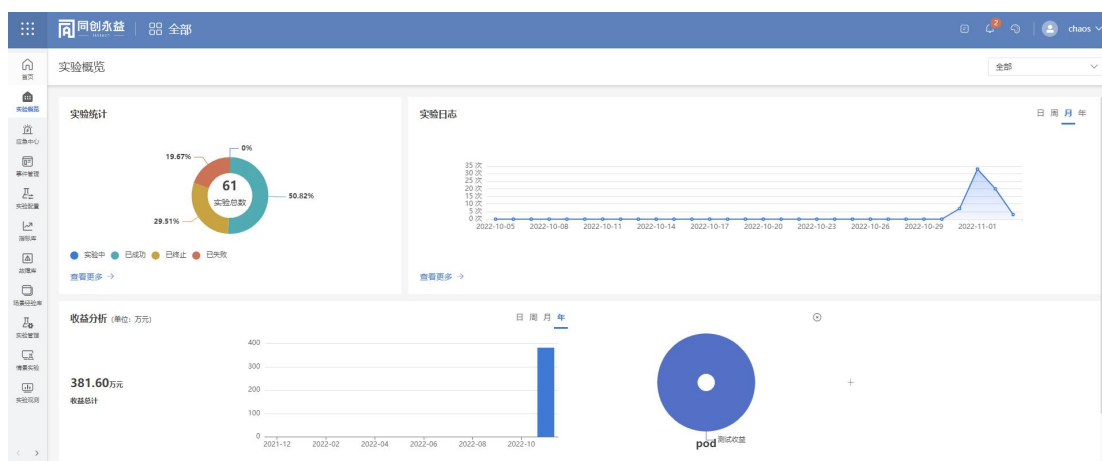 同创永益 全部 2 chaos
首页
实验概览
应急中心
事件管理
实验配置
指标库
故障库
场景经验库
实验管理
情景实验
实验观测
实验概览 全部
实验统计
0%
19.67%
50.82%
29.51%
61
实验总数
实验中 已成功 已终止 已失败
查看更多 →
实验日志 日 周 月 年
35 次
30 次
25 次
20 次
15 次
10 次
5 次
0 次
2022-10-05 2022-10-08 2022-10-11 2022-10-14 2022-10-17 2022-10-20 2022-10-23 2022-10-26 2022-10-29 2022-11-01
查看更多 →
收益分析 (单位: 万元) 日 周 月 年
381.60万元
收益总计
400
300
200
100
0
2021-12 2022-02 2022-04 2022-06 2022-08 2022-10
测试收益
pod